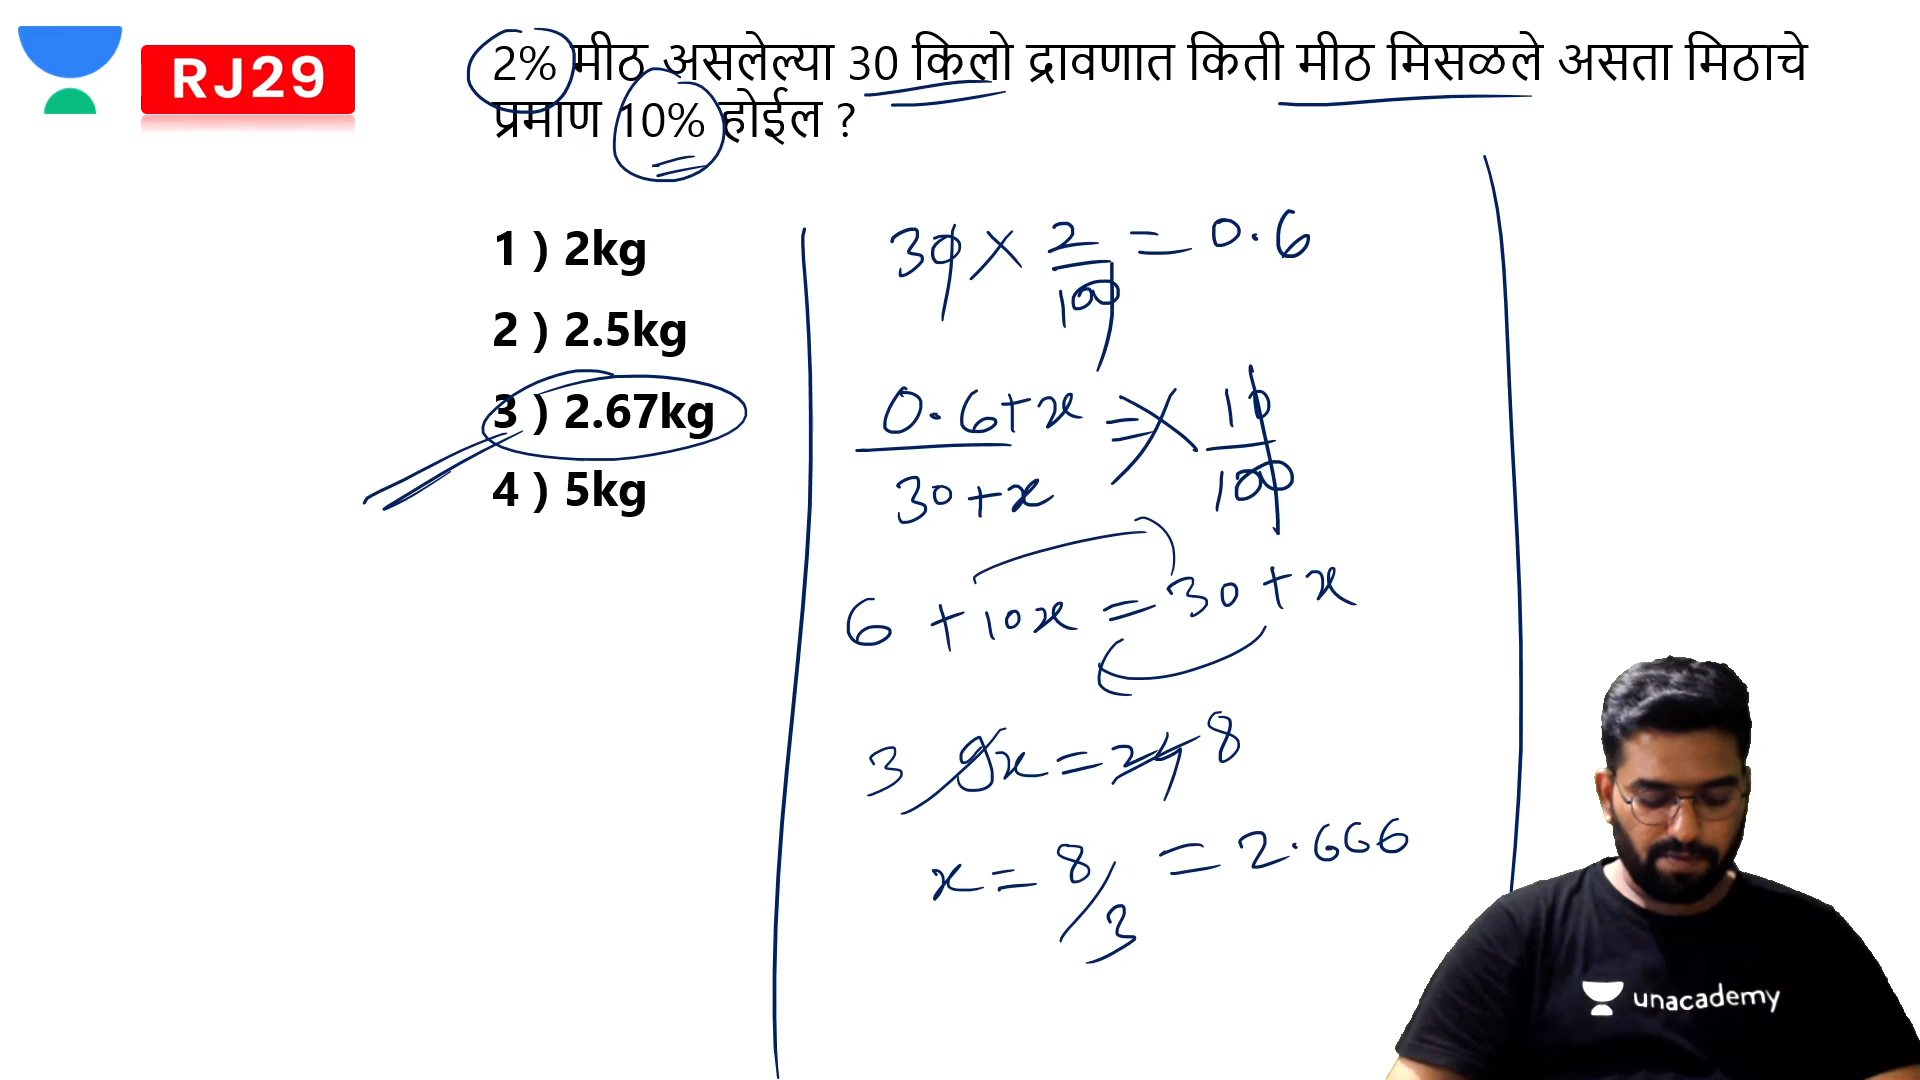 RJ29
2% मीठ असलेल्या 30 किलो द्रावणात किती मीठ मिसळले असता मिठाचे
प्रमाण 10% होईल ?
1 ) 2kg
2 ) 2.5kg
3 ) 2.67kg
4 ) 5kg
30 × 2/100 = 0.6
0.6+x / 30+x = 10/100
6 + 10x = 30 + x
3 9x = 24 8
x = 8/3 = 2.666
unacademy